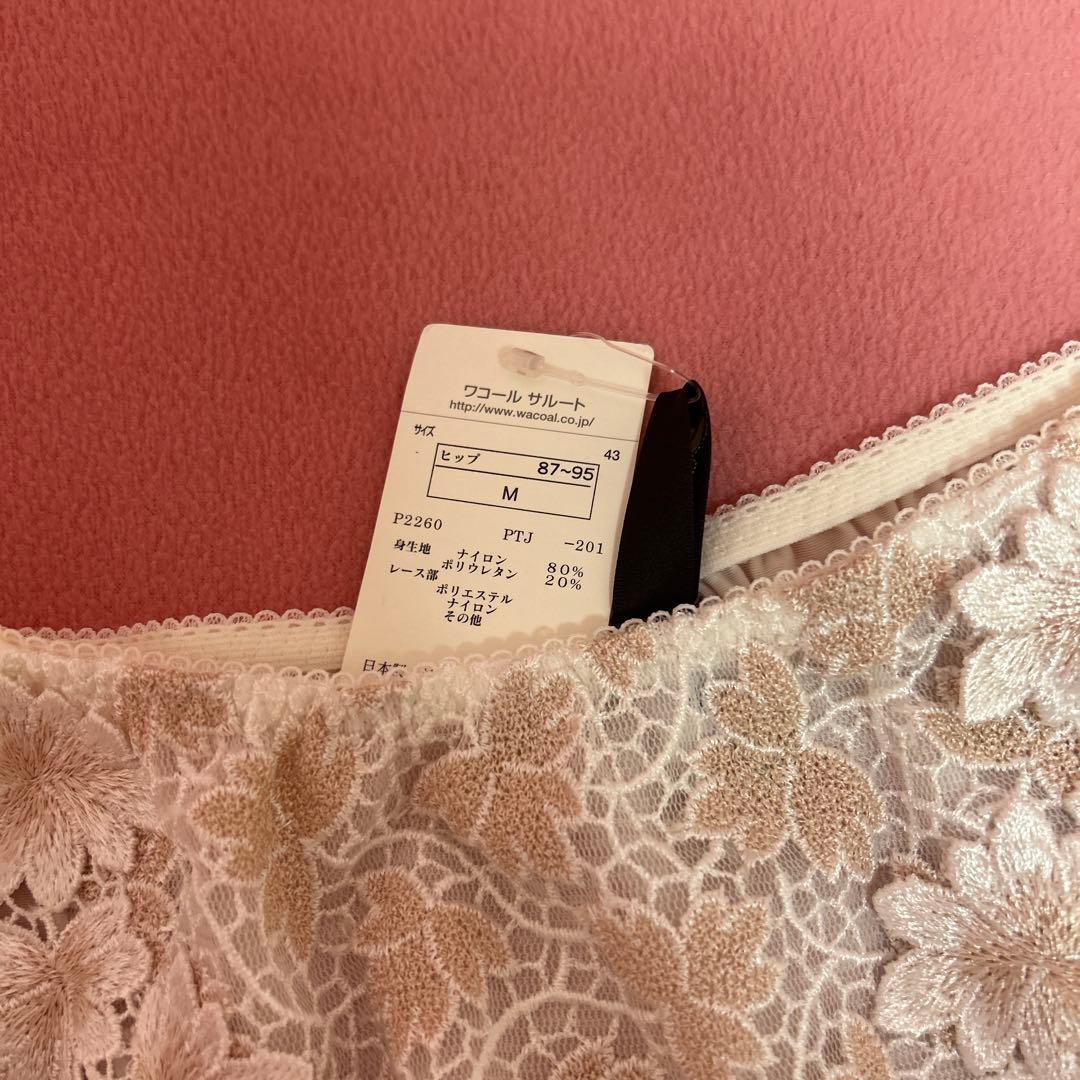 ワコール サルート
http://www.wacoal.co.jp/
サイズ 43
ヒップ 87~95
M
P2260 PTJ -201
身生地 ナイロン 80%
ポリウレタン 20%
レース部
ポリエステル
ナイロン
その他
日本製